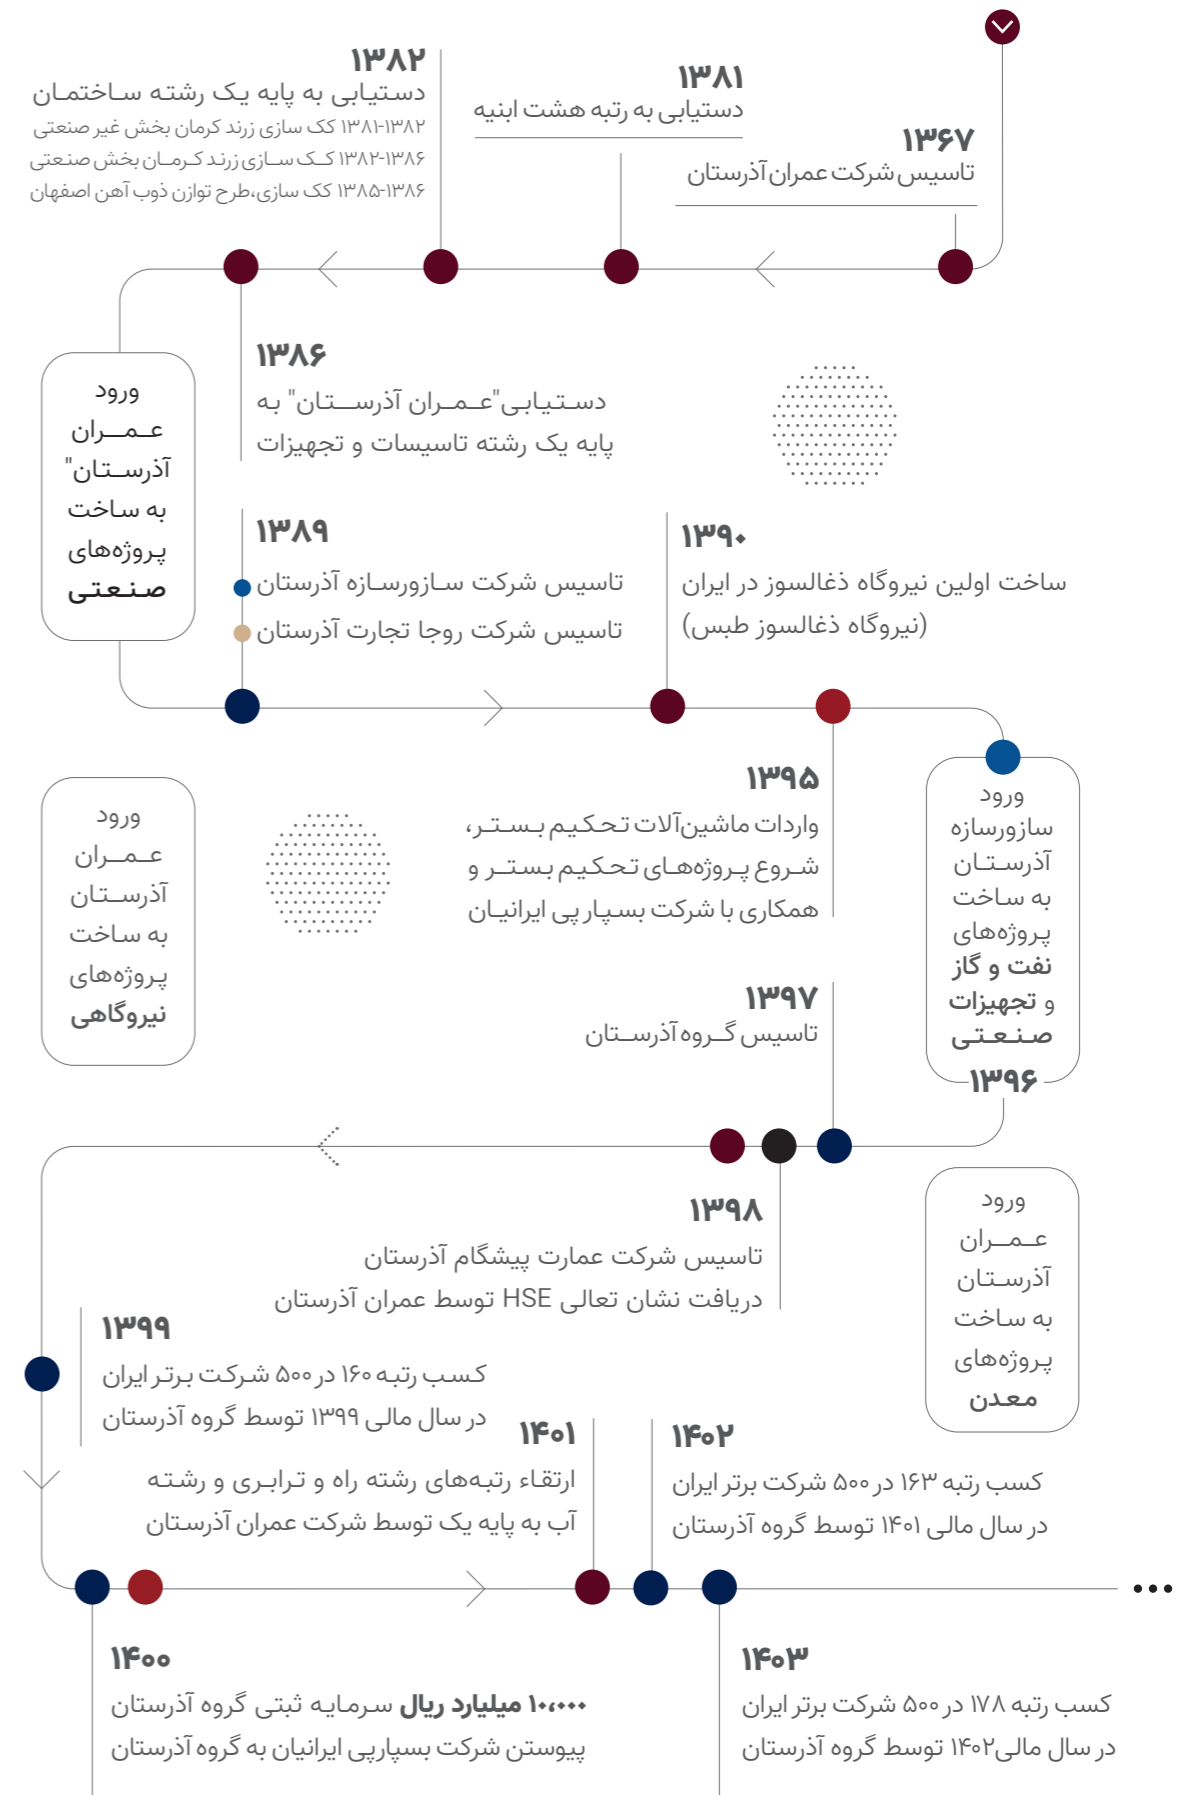 ۱۳۶۷
تاسیس شرکت عمران آذرستان
۱۳۸۱
دستیابی به رتبه هشت ابنیه
۱۳۸۲
دستیابی به پایه یک رشته ساختمان
۱۳۸۱-۱۳۸۲ کک سازی زرند کرمان بخش غیر صنعتی
۱۳۸۲-۱۳۸۶ کک سازی زرند کرمان بخش صنعتی
۱۳۸۵-۱۳۸۶ کک سازی،طرح توازن ذوب آهن اصفهان
۱۳۸۶
دستیابی"عمران آذرستان" به
پایه یک رشته تاسیسات و تجهیزات
ورود
عمران
آذرستان"
به ساخت
پروژه‌های
صنعتی
۱۳۸۹
تاسیس شرکت سازورسازه آذرستان
تاسیس شرکت روجا تجارت آذرستان
۱۳۹۰
ساخت اولین نیروگاه ذغالسوز در ایران
(نیروگاه ذغالسوز طبس)
ورود
عمران
آذرستان
به ساخت
پروژه‌های
نیروگاهی
۱۳۹۵
واردات ماشین‌آلات تحکیم بستر،
شروع پروژه‌های تحکیم بستر و
همکاری با شرکت بسپار پی ایرانیان
ورود
سازورسازه
آذرستان
به ساخت
پروژه‌های
نفت و گاز
و تجهیزات
صنعتی
۱۳۹۶
۱۳۹۷
تاسیس گروه آذرستان
۱۳۹۸
تاسیس شرکت عمارت پیشگام آذرستان
دریافت نشان تعالی HSE توسط عمران آذرستان
ورود
عمران
آذرستان
به ساخت
پروژه‌های
معدن
۱۳۹۹
کسب رتبه ۱۶۰ در ۵۰۰ شرکت برتر ایران
در سال مالی ۱۳۹۹ توسط گروه آذرستان
۱۴۰۰
۱۰،۰۰۰ میلیارد ریال سرمایه ثبتی گروه آذرستان
پیوستن شرکت بسپارپی ایرانیان به گروه آذرستان
۱۴۰۱
ارتقاء رتبه‌های رشته راه و ترابری و رشته
آب به پایه یک توسط شرکت عمران آذرستان
۱۴۰۲
کسب رتبه ۱۶۳ در ۵۰۰ شرکت برتر ایران
در سال مالی ۱۴۰۱ توسط گروه آذرستان
۱۴۰۳
کسب رتبه ۱۷۸ در ۵۰۰ شرکت برتر ایران
در سال مالی۱۴۰۲ توسط گروه آذرستان